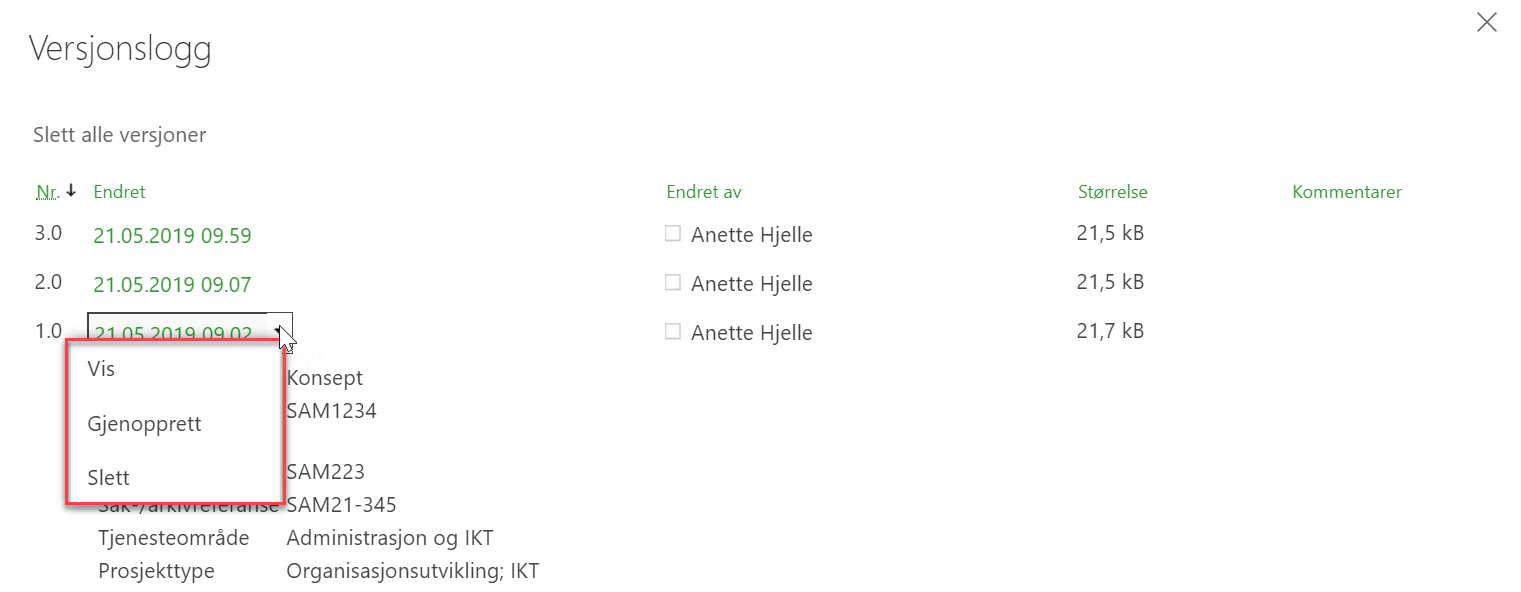 Versjonslogg
Slett alle versjoner
Nr. Endret Endret av Størrelse Kommentarer
3.0 21.05.2019 09.59 Anette Hjelle 21,5 kB
2.0 21.05.2019 09.07 Anette Hjelle 21,5 kB
1.0 21.05.2019 09.02 Anette Hjelle 21,7 kB
Vis
Konsept
SAM1234
Gjenopprett
SAM223
Slett
Sak-/arkivreferanse SAM21-345
Tjenesteområde Administrasjon og IKT
Prosjekttype Organisasjonsutvikling; IKT